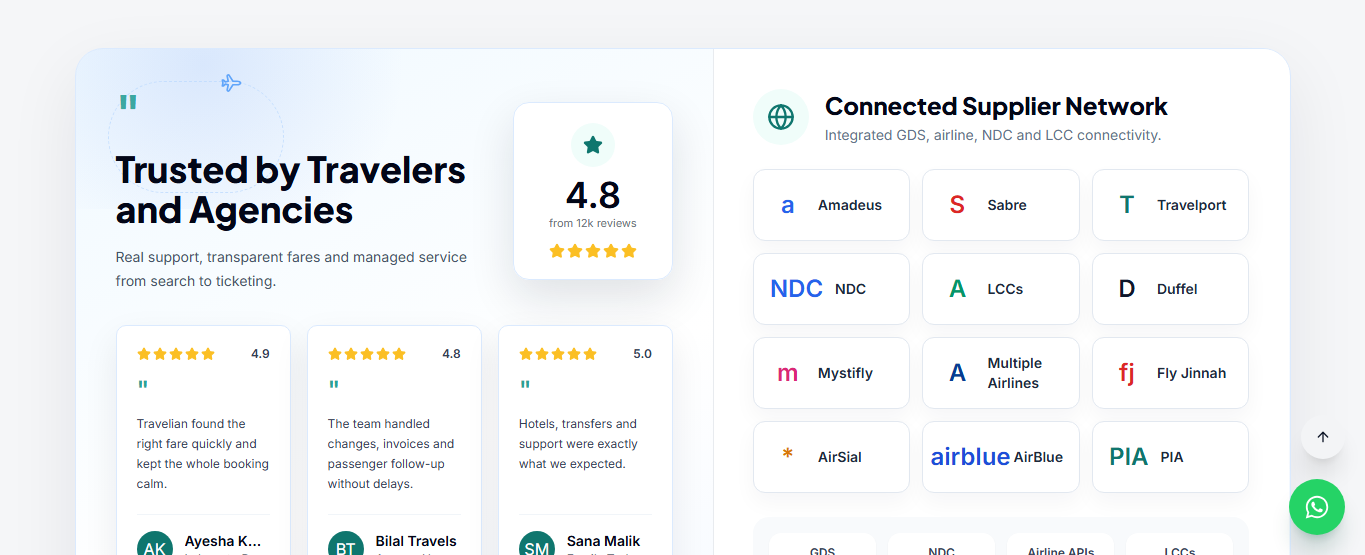 "
Trusted by Travelers
and Agencies
Real support, transparent fares and managed service
from search to ticketing.
4.8
from 12k reviews
4.9
"
Travelian found the
right fare quickly and
kept the whole booking
calm.
AK
Ayesha K...
4.8
"
The team handled
changes, invoices and
passenger follow-up
without delays.
BT
Bilal Travels
5.0
"
Hotels, transfers and
support were exactly
what we expected.
SM
Sana Malik
Connected Supplier Network
Integrated GDS, airline, NDC and LCC connectivity.
a Amadeus
S Sabre
T Travelport
NDC NDC
A LCCs
D Duffel
m Mystifly
A Multiple
Airlines
fj Fly Jinnah
* AirSial
airblue AirBlue
PIA PIA
GDS
NDC
Airline APIs
LCCs